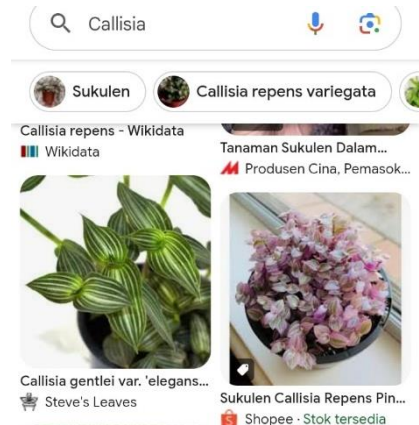 Callisia
Sukulen
Callisia repens variegata
Callisia repens - Wikidata
Wikidata
Tanaman Sukulen Dalam...
Produsen Cina, Pemasok...
Callisia gentlei var. 'elegans...
Steve's Leaves
Sukulen Callisia Repens Pin...
Shopee · Stok tersedia